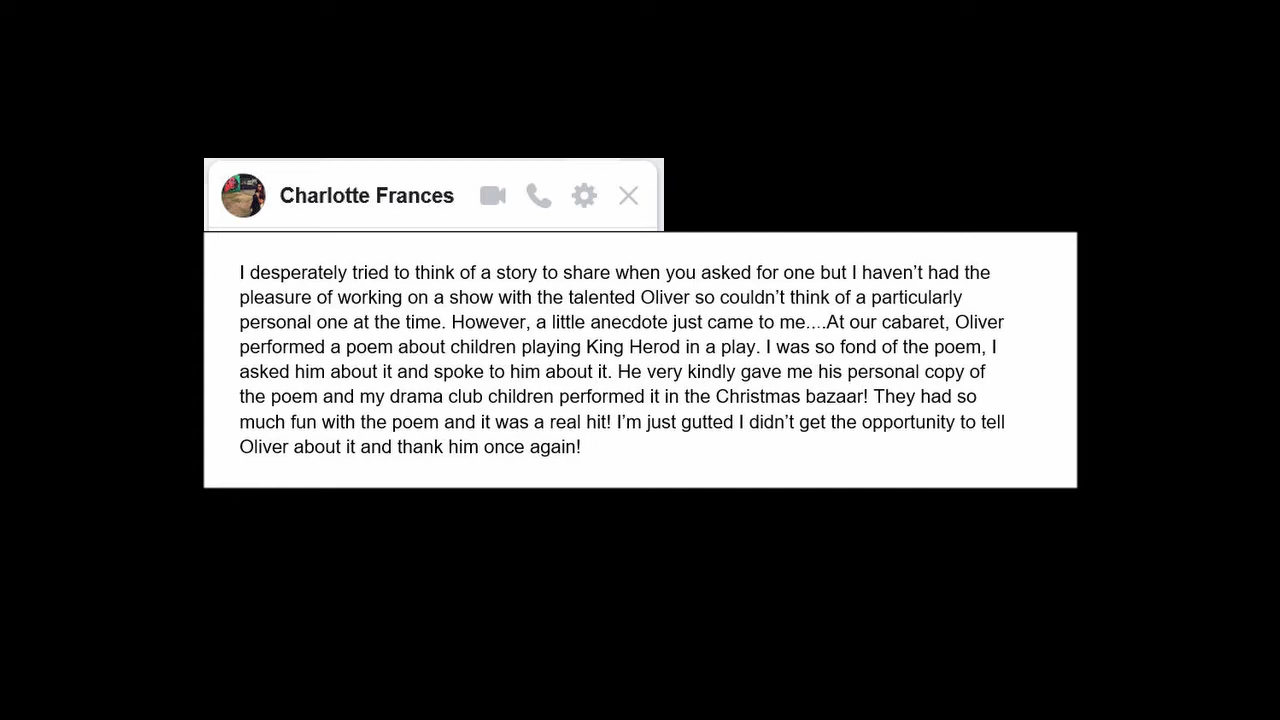 Charlotte Frances
I desperately tried to think of a story to share when you asked for one but I haven’t had the
pleasure of working on a show with the talented Oliver so couldn’t think of a particularly
personal one at the time. However, a little anecdote just came to me....At our cabaret, Oliver
performed a poem about children playing King Herod in a play. I was so fond of the poem, I
asked him about it and spoke to him about it. He very kindly gave me his personal copy of
the poem and my drama club children performed it in the Christmas bazaar! They had so
much fun with the poem and it was a real hit! I’m just gutted I didn’t get the opportunity to tell
Oliver about it and thank him once again!